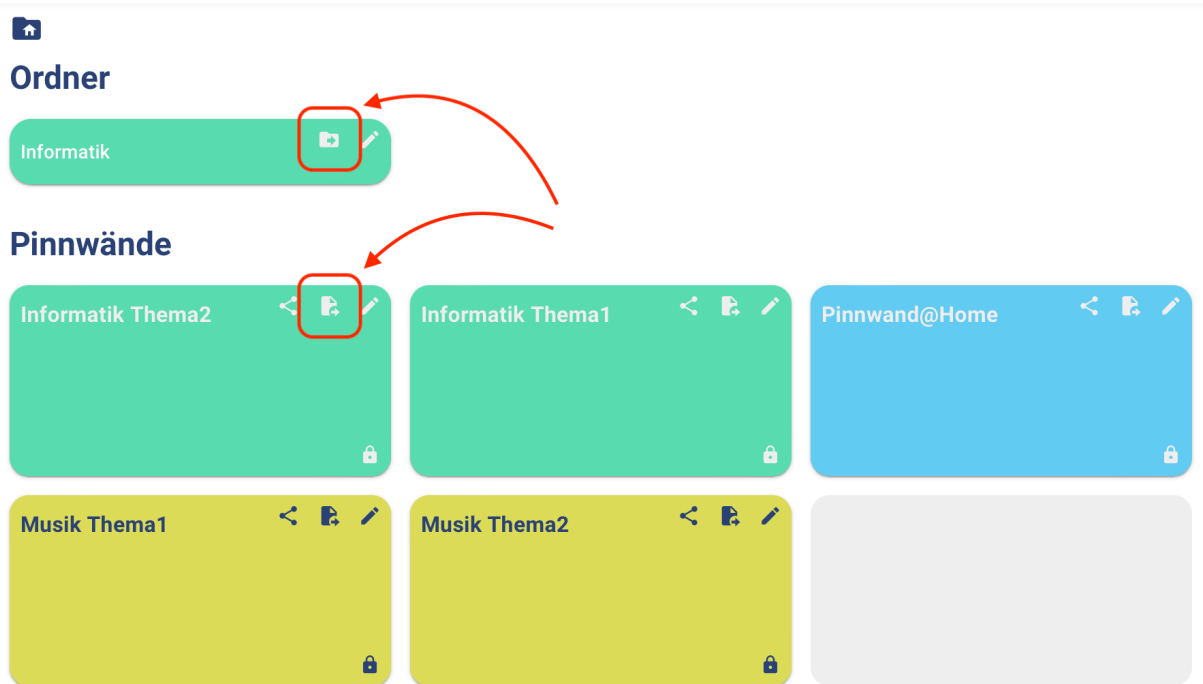 Ordner
Informatik
Pinnwände
Informatik Thema2
Informatik Thema1
Pinnwand@Home
Musik Thema1
Musik Thema2